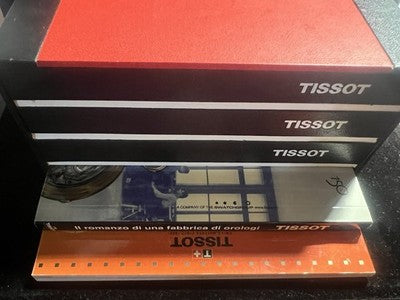 TISSOT
TISSOT
TISSOT
A COMPANY OF THE SWATCH GROUP
Il romanzo di una fabbrica di orologi TISSOT
TISSOT
T+